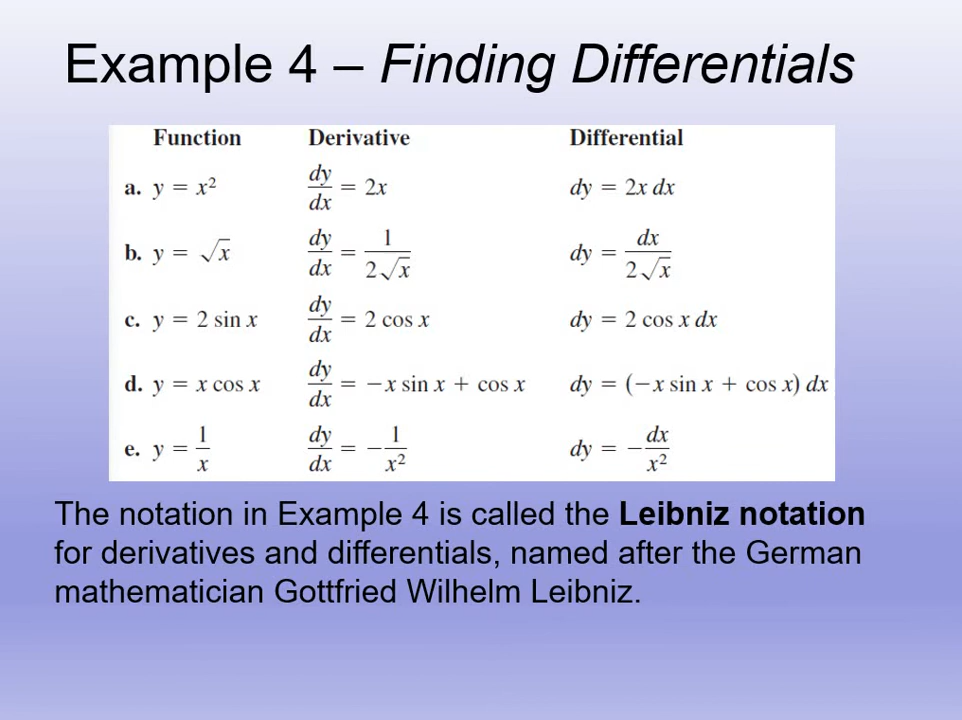 Example 4 – Finding Differentials
Function Derivative Differential
a. y = x² dy/dx = 2x dy = 2x dx
b. y = √x dy/dx = 1/(2√x) dy = dx/(2√x)
c. y = 2 sin x dy/dx = 2 cos x dy = 2 cos x dx
d. y = x cos x dy/dx = −x sin x + cos x dy = (−x sin x + cos x) dx
e. y = 1/x dy/dx = −1/x² dy = −dx/x²
The notation in Example 4 is called the Leibniz notation
for derivatives and differentials, named after the German
mathematician Gottfried Wilhelm Leibniz.